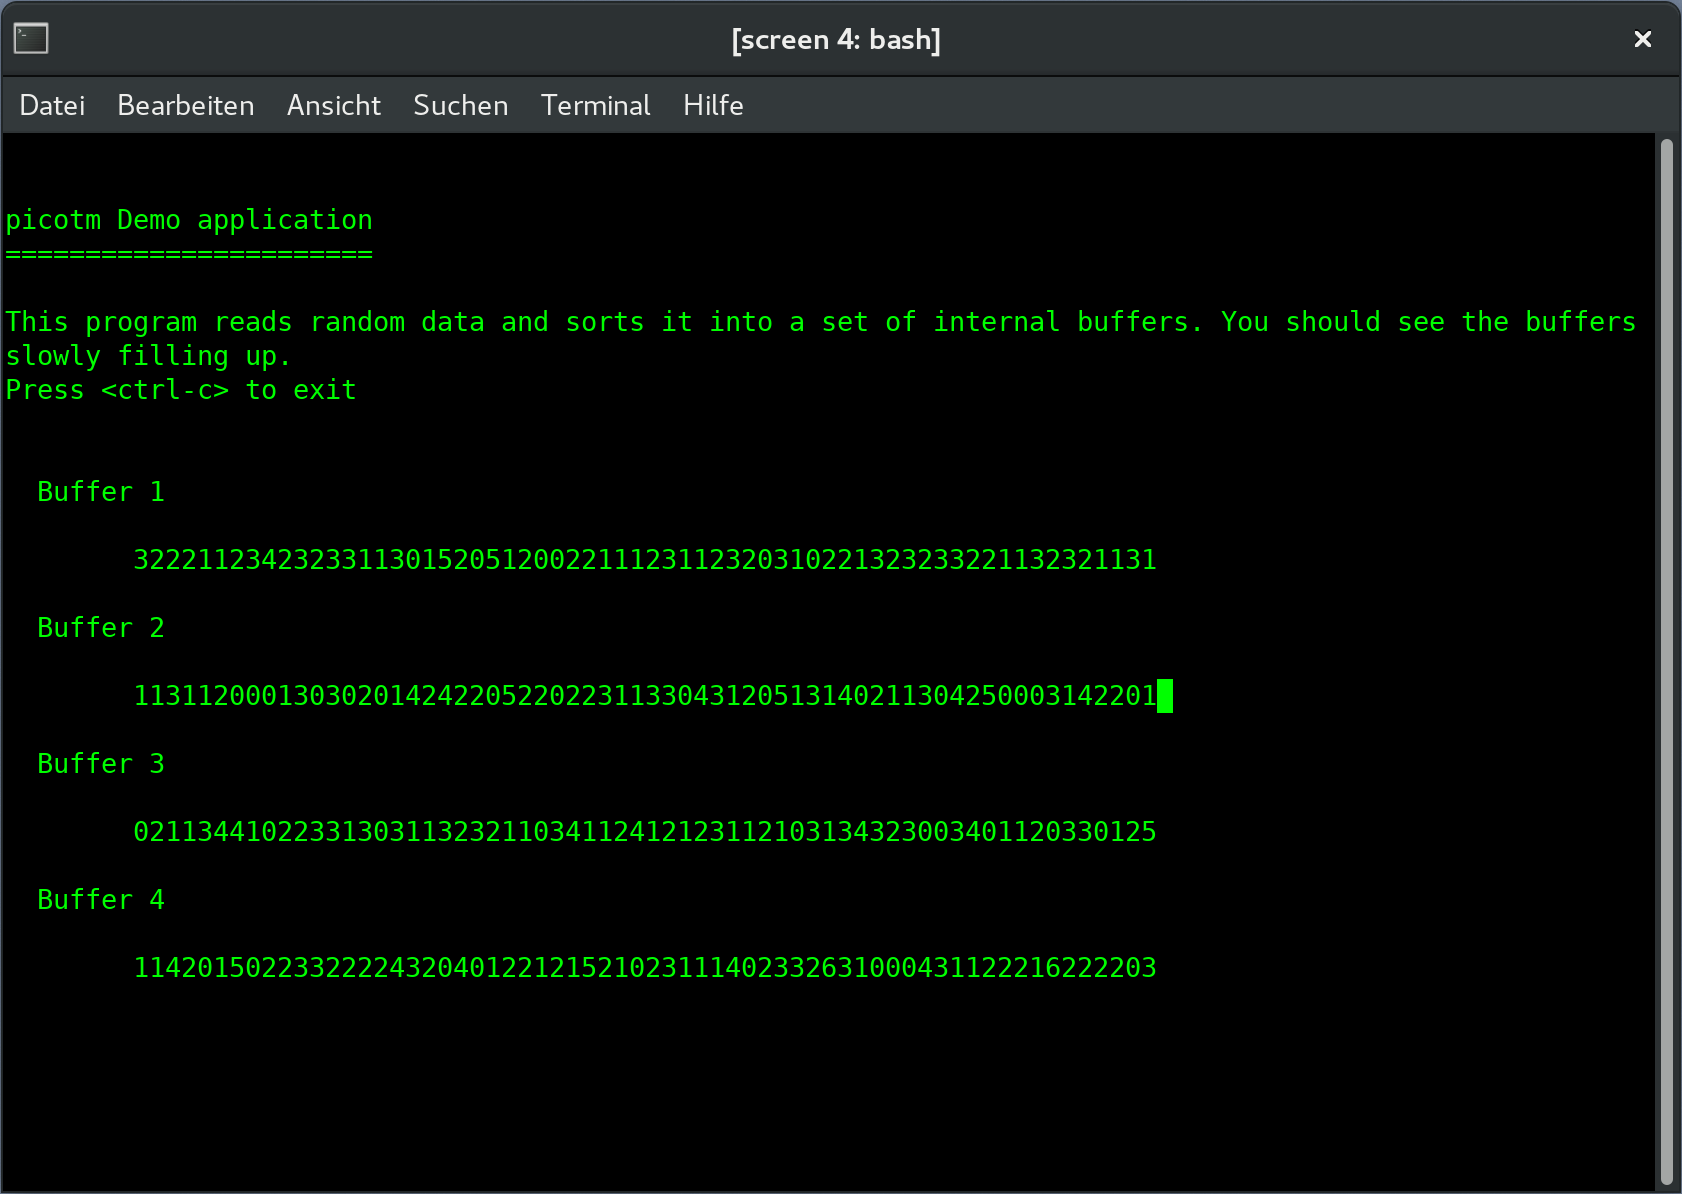 [screen 4: bash]
Datei Bearbeiten Ansicht Suchen Terminal Hilfe
picotm Demo application
=======================
This program reads random data and sorts it into a set of internal buffers. You should see the buffers
slowly filling up.
Press <ctrl-c> to exit
Buffer 1
3222112342323311301520512002211123112320310221323233221132321131
Buffer 2
1131120001303020142422052202231133043120513140211304250003142201
Buffer 3
0211344102233130311323211034112412123112103134323003401120330125
Buffer 4
1142015022332222432040122121521023111402332631000431122216222203